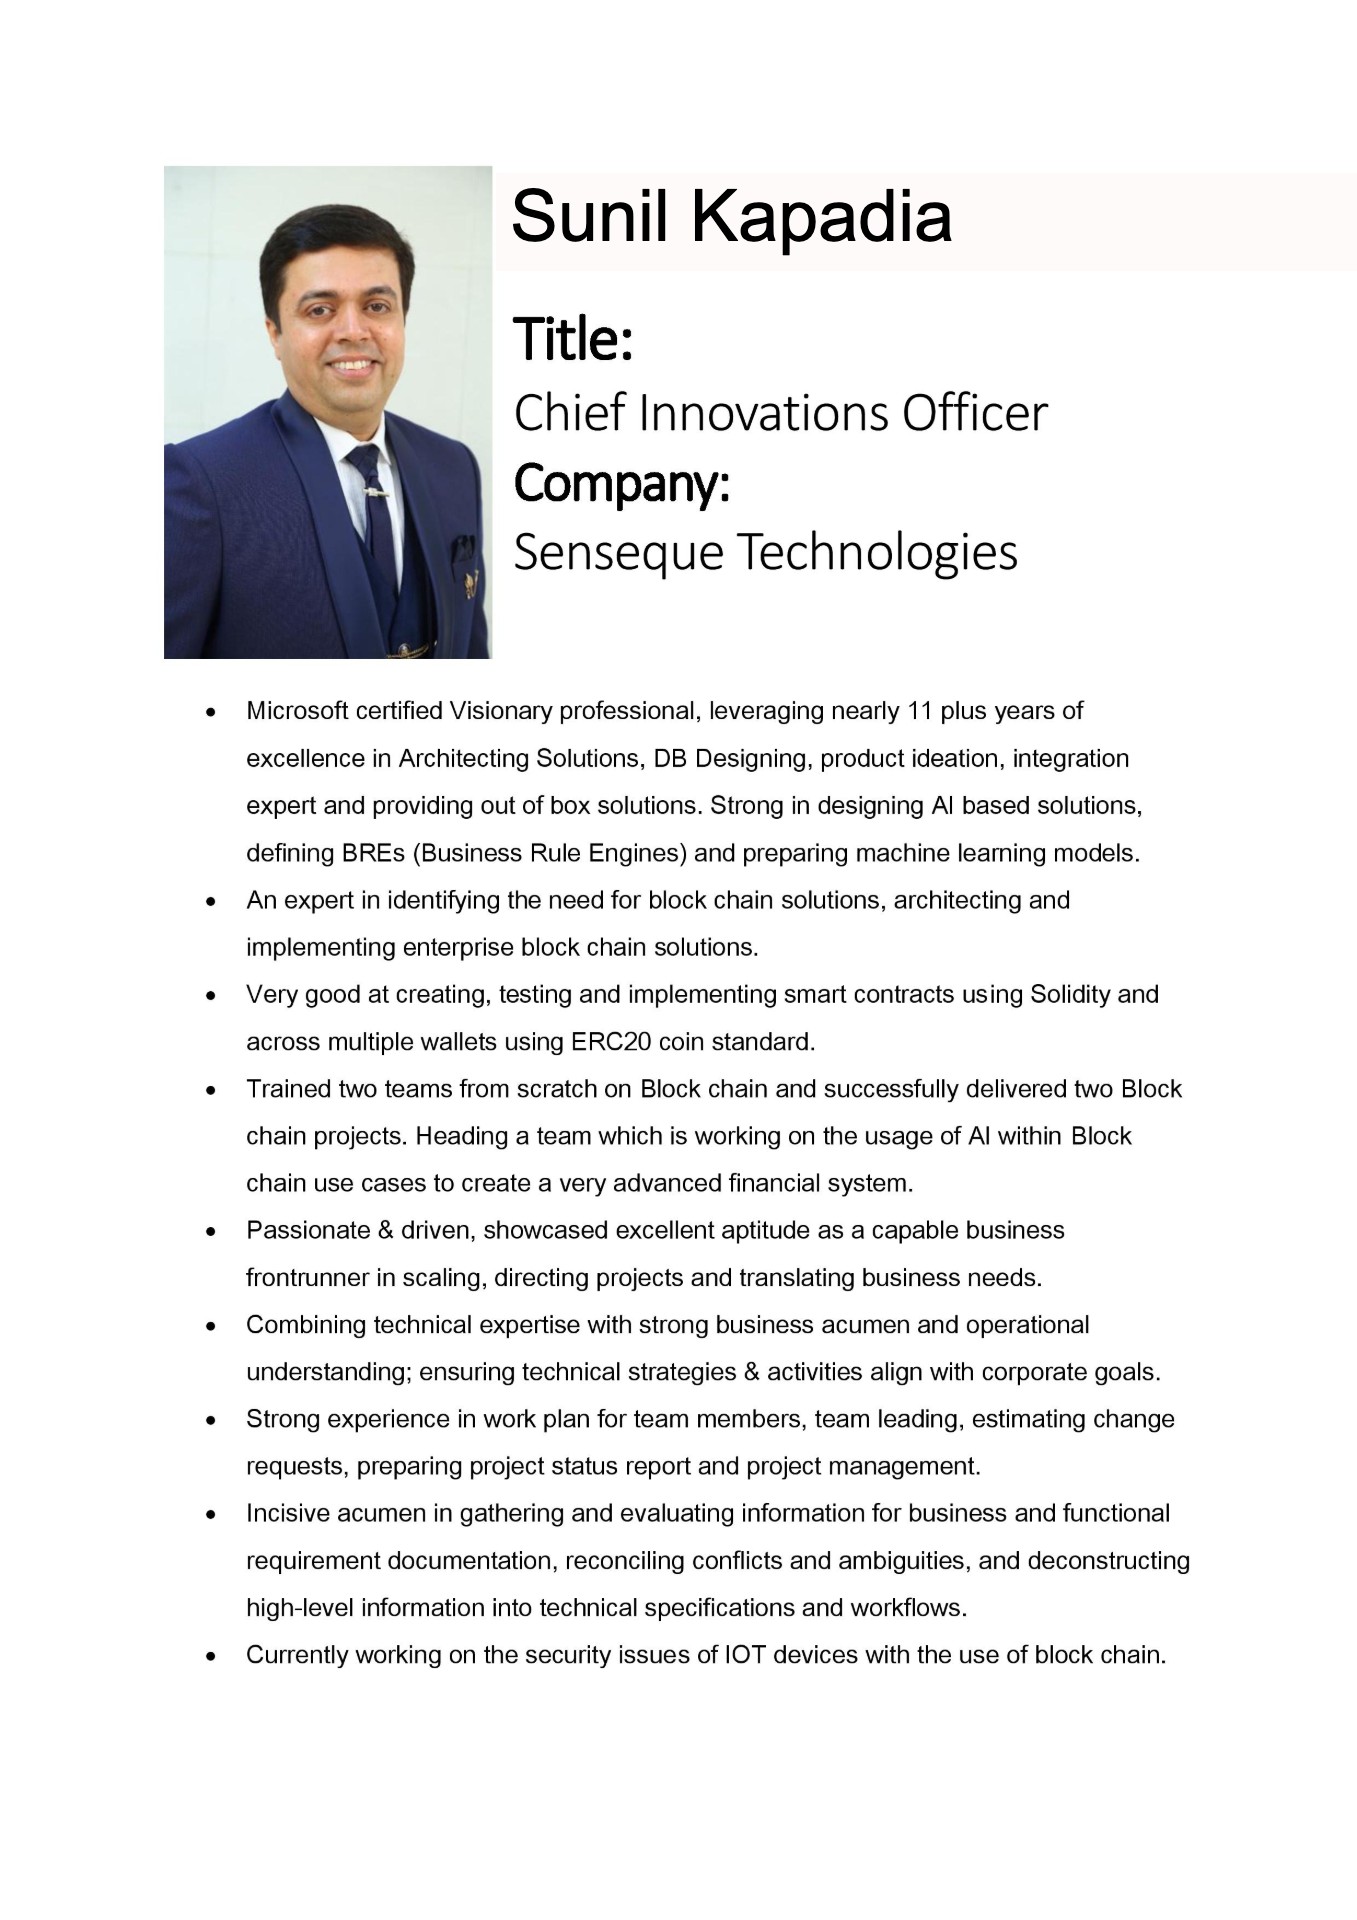 Sunil Kapadia
Title:
Chief Innovations Officer
Company:
Senseque Technologies
• Microsoft certified Visionary professional, leveraging nearly 11 plus years of
excellence in Architecting Solutions, DB Designing, product ideation, integration
expert and providing out of box solutions. Strong in designing AI based solutions,
defining BREs (Business Rule Engines) and preparing machine learning models.
• An expert in identifying the need for block chain solutions, architecting and
implementing enterprise block chain solutions.
• Very good at creating, testing and implementing smart contracts using Solidity and
across multiple wallets using ERC20 coin standard.
• Trained two teams from scratch on Block chain and successfully delivered two Block
chain projects. Heading a team which is working on the usage of AI within Block
chain use cases to create a very advanced financial system.
• Passionate & driven, showcased excellent aptitude as a capable business
frontrunner in scaling, directing projects and translating business needs.
• Combining technical expertise with strong business acumen and operational
understanding; ensuring technical strategies & activities align with corporate goals.
• Strong experience in work plan for team members, team leading, estimating change
requests, preparing project status report and project management.
• Incisive acumen in gathering and evaluating information for business and functional
requirement documentation, reconciling conflicts and ambiguities, and deconstructing
high-level information into technical specifications and workflows.
• Currently working on the security issues of IOT devices with the use of block chain.